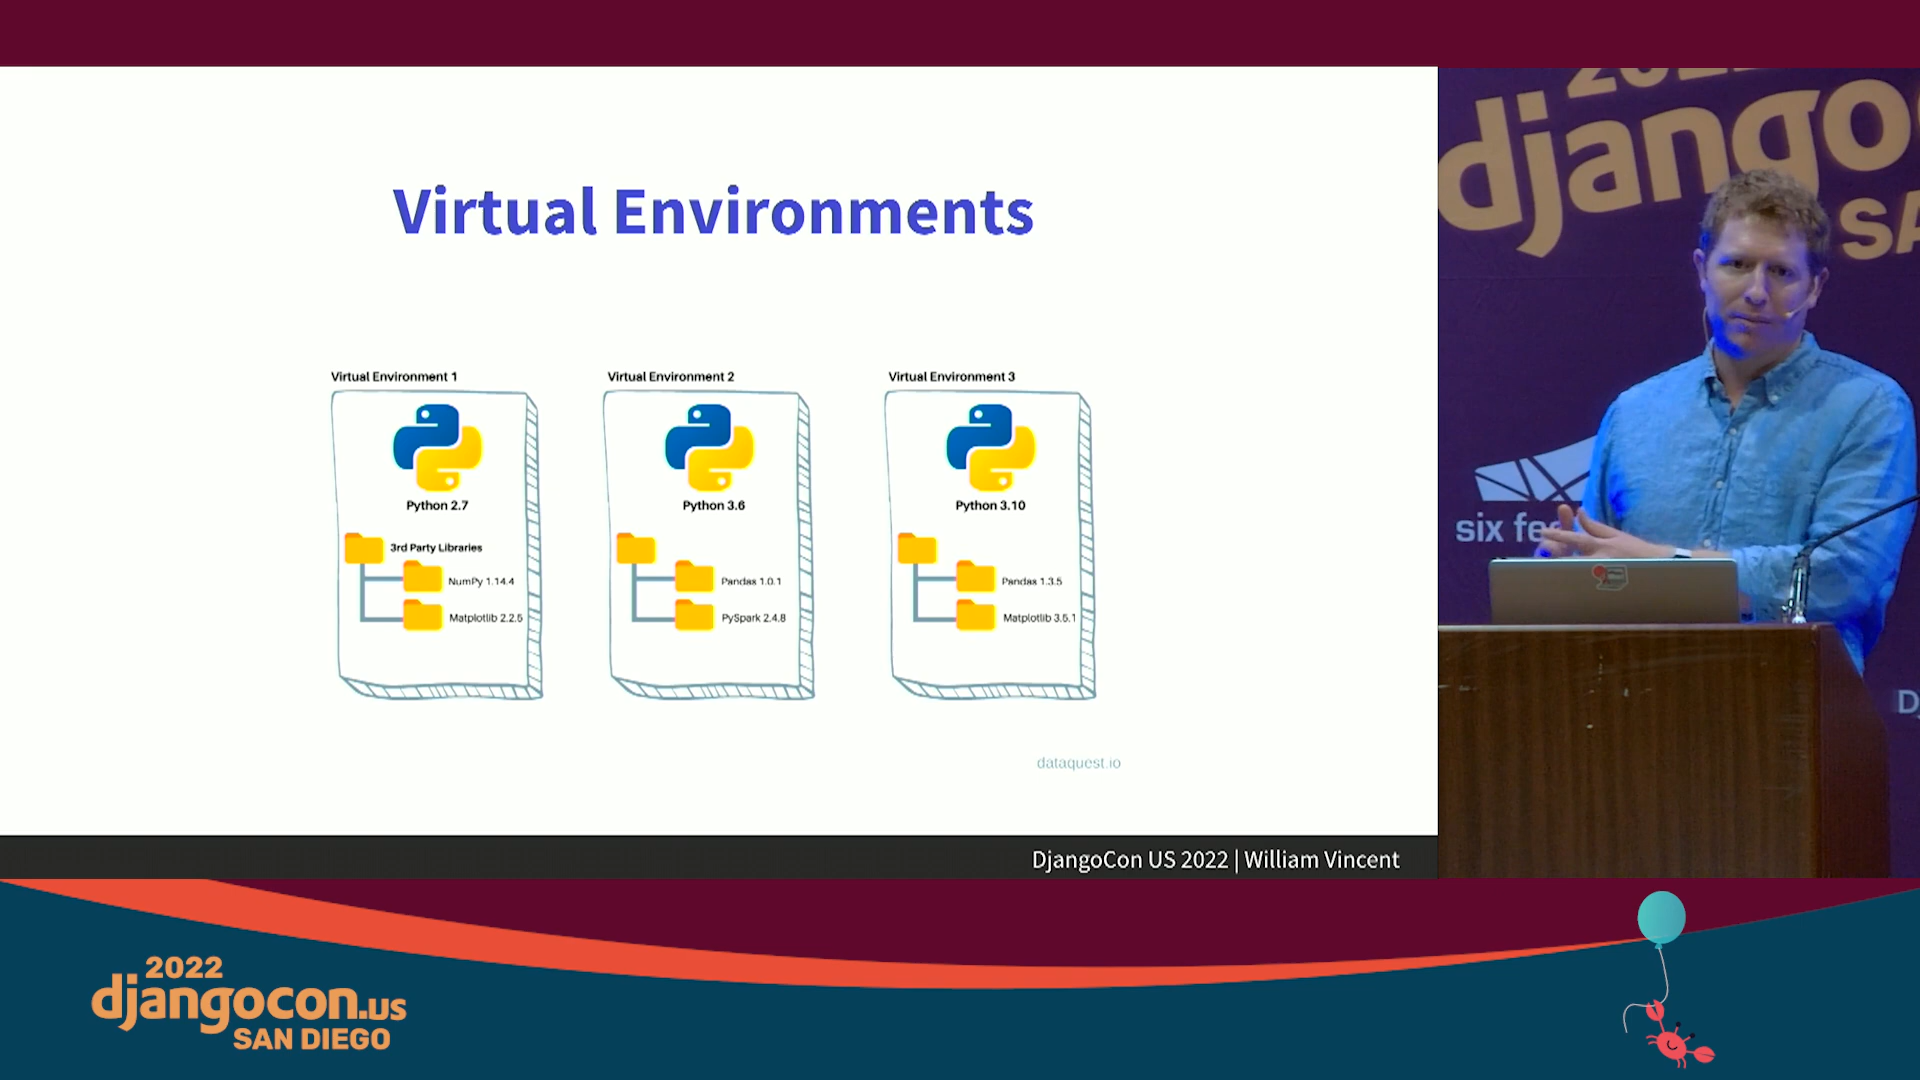 Virtual Environments
Virtual Environment 1
Python 2.7
3rd Party Libraries
NumPy 1.14.4
Matplotlib 2.2.5
Virtual Environment 2
Python 3.6
Pandas 1.0.1
PySpark 2.4.8
Virtual Environment 3
Python 3.10
Pandas 1.3.5
Matplotlib 3.5.1
dataquest.io
DjangoCon US 2022 | William Vincent
2022
djangoco
SA
six fe
D
2022
djangocon.us
SAN DIEGO